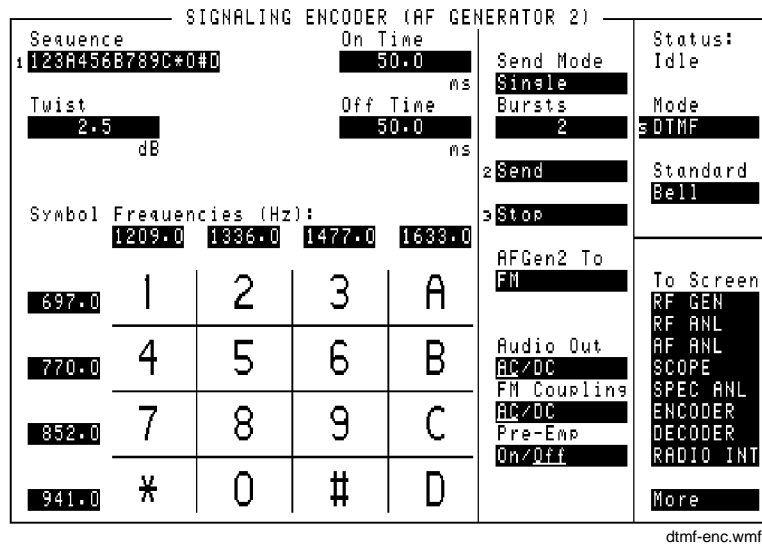 SIGNALING ENCODER (AF GENERATOR 2)
Sequence
1 123A456B789C*0#D
On Time
50.0
ms
Twist
2.5
dB
Off Time
50.0
ms
Symbol Frequencies (Hz):
1209.0 1336.0 1477.0 1633.0
697.0 1 2 3 A
770.0 4 5 6 B
852.0 7 8 9 C
941.0 * 0 # D
Send Mode
Single
Bursts
2
2 Send
3 Stop
AFGen2 To
FM
Audio Out
AC/DC
FM Coupling
AC/DC
Pre-Emp
On/Off
Status:
Idle
Mode
5 DTMF
Standard
Bell
To Screen
RF GEN
RF ANL
AF ANL
SCOPE
SPEC ANL
ENCODER
DECODER
RADIO INT
More
dtmf-enc.wmf